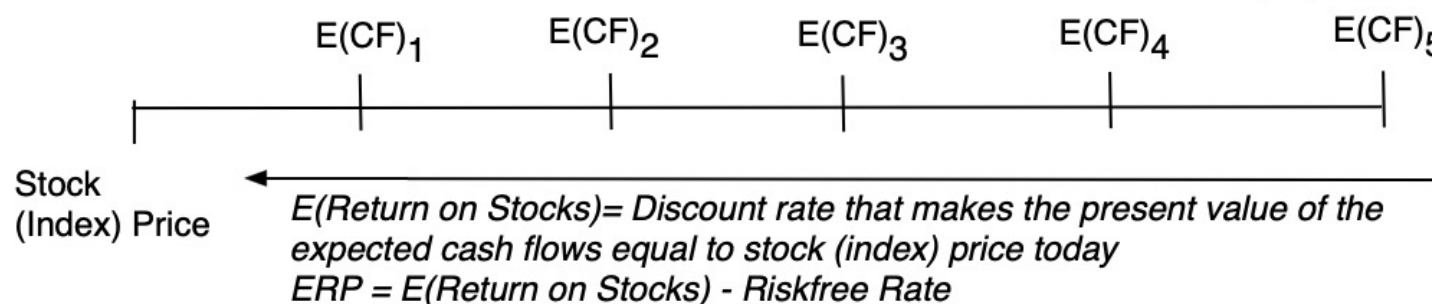 E(CF)1 E(CF)2 E(CF)3 E(CF)4 E(CF)5
Stock
(Index) Price
E(Return on Stocks)= Discount rate that makes the present value of the
expected cash flows equal to stock (index) price today
ERP = E(Return on Stocks) - Riskfree Rate